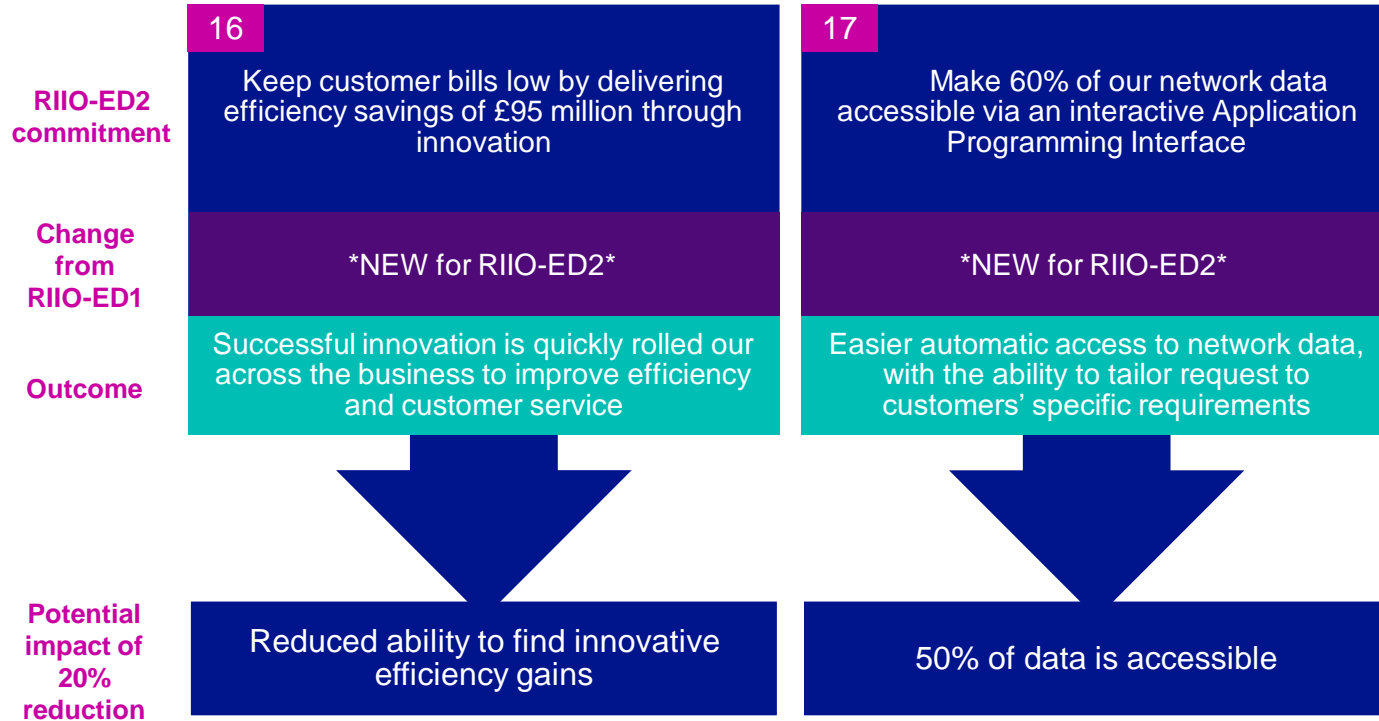 16
17
RIIO-ED2
commitment
Keep customer bills low by delivering
efficiency savings of £95 million through
innovation
Make 60% of our network data
accessible via an interactive Application
Programming Interface
Change
from
RIIO-ED1
*NEW for RIIO-ED2*
*NEW for RIIO-ED2*
Outcome
Successful innovation is quickly rolled our
across the business to improve efficiency
and customer service
Easier automatic access to network data,
with the ability to tailor request to
customers’ specific requirements
Potential
impact of
20%
reduction
Reduced ability to find innovative
efficiency gains
50% of data is accessible